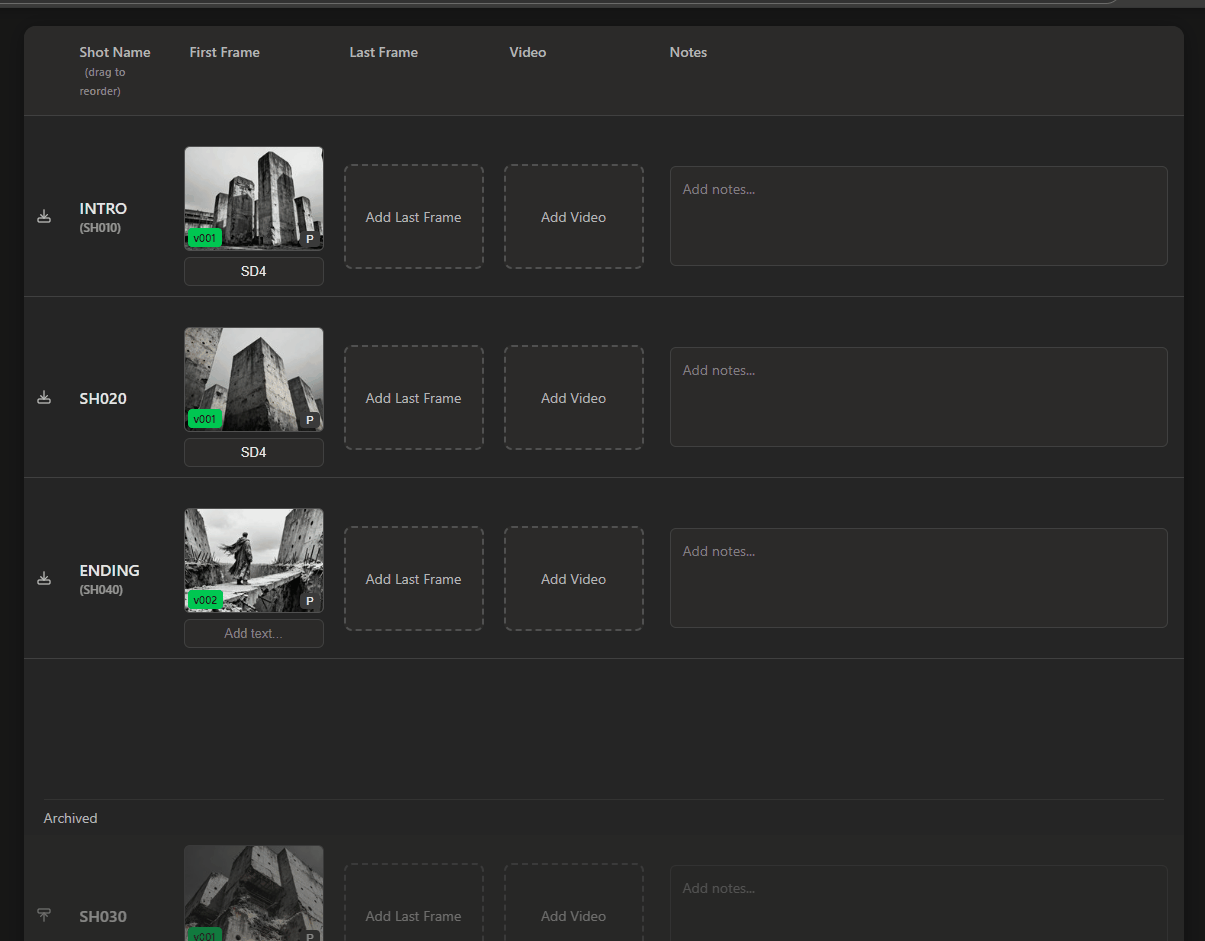 Shot Name First Frame Last Frame Video Notes
(drag to
reorder)
INTRO
(SH010)
v001
P
SD4
Add Last Frame
Add Video
Add notes...
SH020
v001
P
SD4
Add Last Frame
Add Video
Add notes...
ENDING
(SH040)
v002
P
Add text...
Add Last Frame
Add Video
Add notes...
Archived
SH030
v001
P
Add Last Frame
Add Video
Add notes...